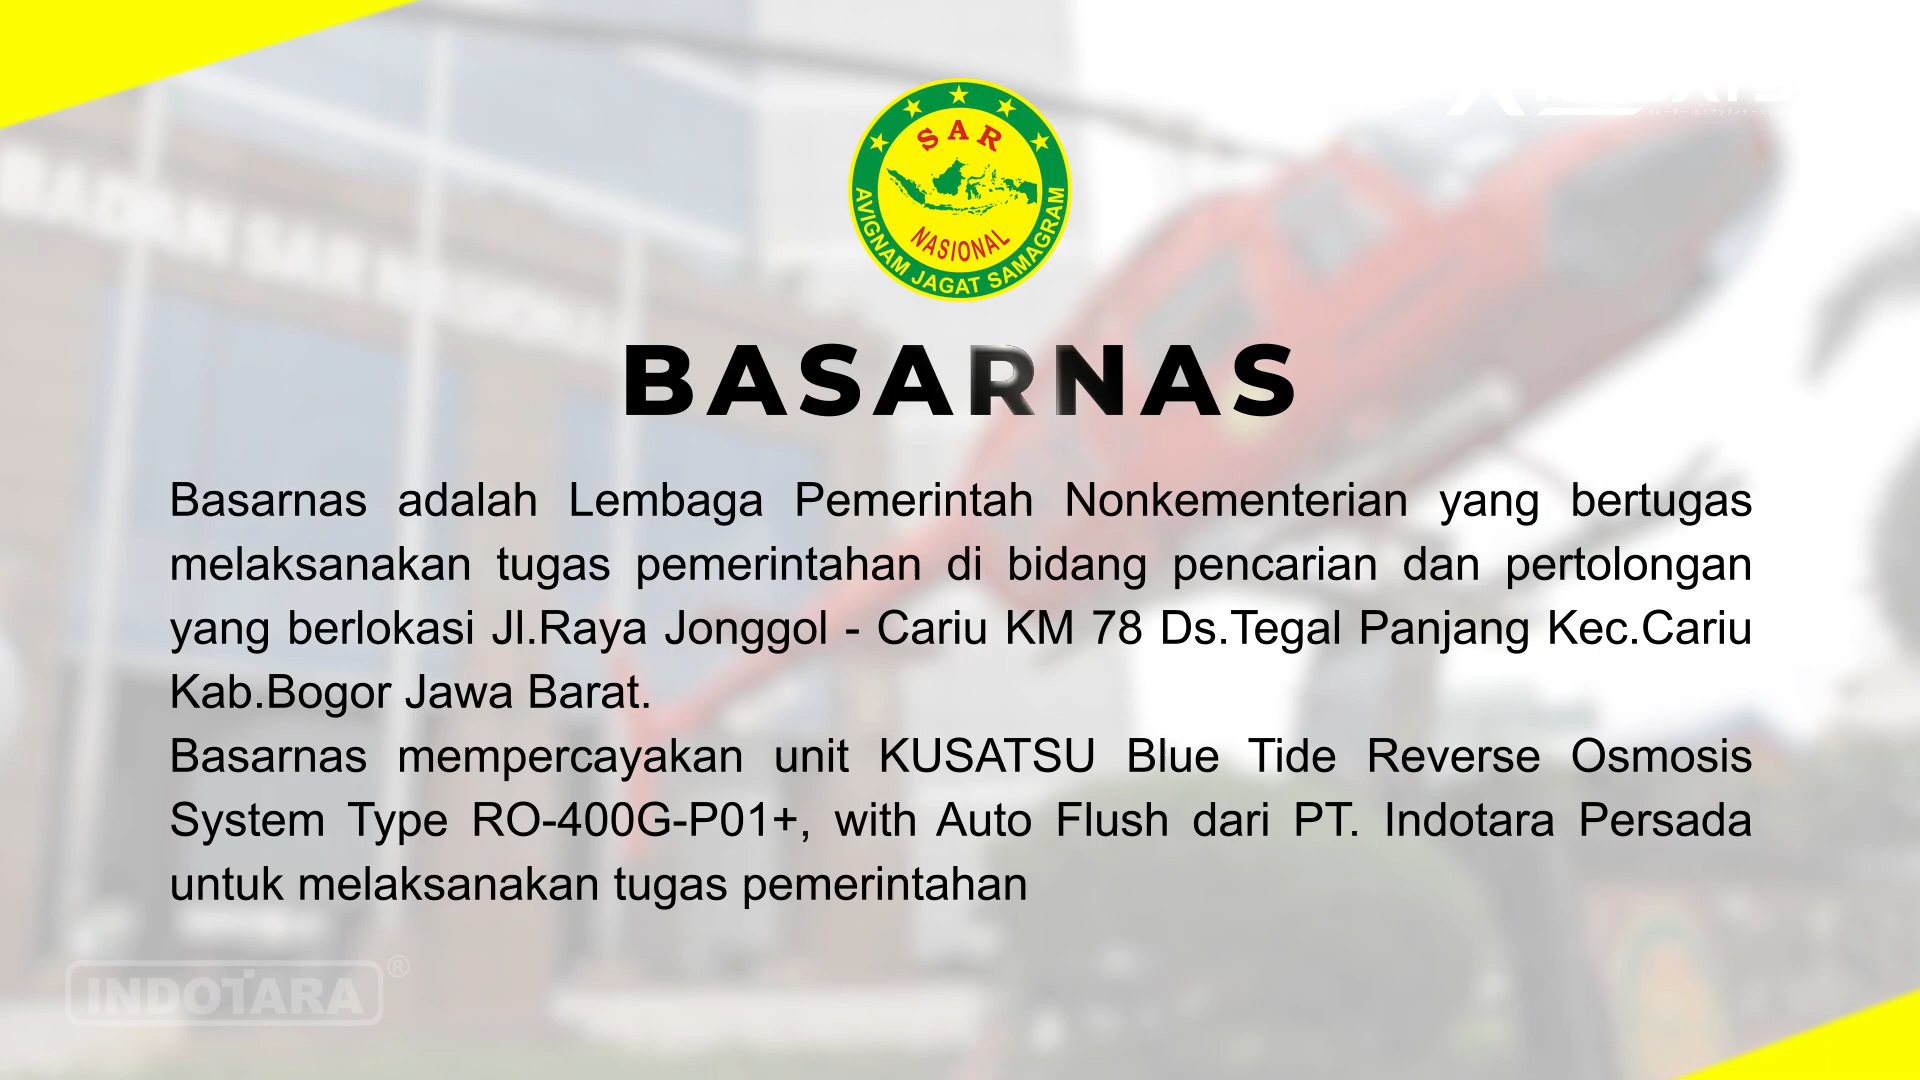 SAR
NASIONAL
AVIGNAM JAGAT SAMAGRAM
BASARNAS
Basarnas adalah Lembaga Pemerintah Nonkementerian yang bertugas
melaksanakan tugas pemerintahan di bidang pencarian dan pertolongan
yang berlokasi Jl.Raya Jonggol - Cariu KM 78 Ds.Tegal Panjang Kec.Cariu
Kab.Bogor Jawa Barat.
Basarnas mempercayakan unit KUSATSU Blue Tide Reverse Osmosis
System Type RO-400G-P01+, with Auto Flush dari PT. Indotara Persada
untuk melaksanakan tugas pemerintahan
INDOTARA®
BADAN SAR NASIONAL